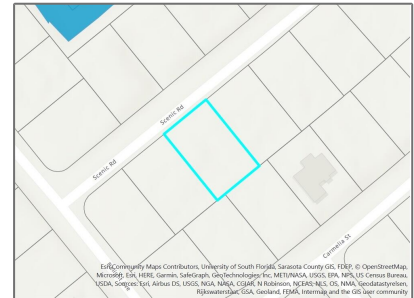 Scenic Rd
Scenic Rd
Carmelia St
Esri Community Maps Contributors, University of South Florida, Sarasota County GIS, FDEP, © OpenStreetMap,
Microsoft, Esri, HERE, Garmin, SafeGraph, GeoTechnologies, Inc, METI/NASA, USGS, EPA, NPS, US Census Bureau,
USDA, Sources: Esri, Airbus DS, USGS, NGA, NASA, CGIAR, N Robinson, NCEAS, NLS, OS, NMA, Geodatastyrelsen,
Rijkswaterstaat, GSA, Geoland, FEMA, Intermap and the GIS user community